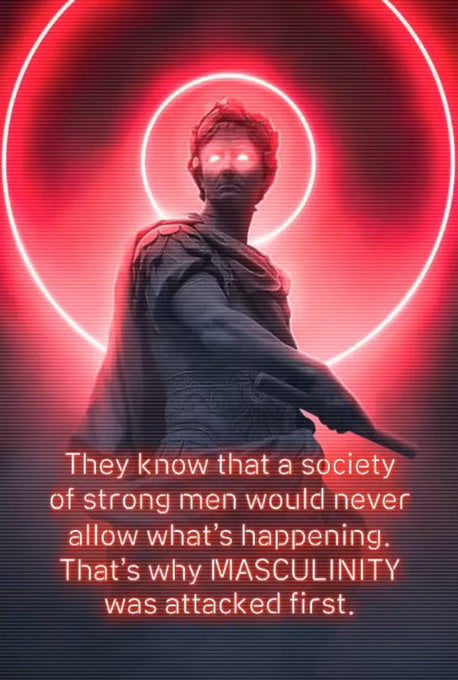 They know that a society
of strong men would never
allow what's happening.
That's why MASCULINITY
was attacked first.